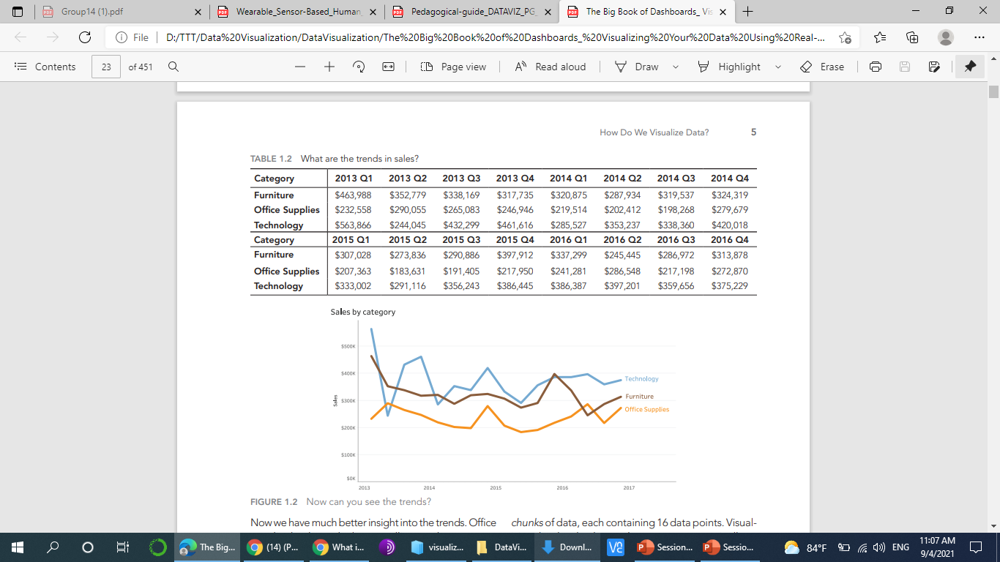 Group14 (1).pdf
Wearable_Sensor-Based_Human_
Pedagogical-guide_DATAVIZ_PG_
The Big Book of Dashboards_ Vis
File
D:/TTT/Data%20Visualization/DataVisualization/The%20Big%20Book%20of%20Dashboards_%20Visualizing%20Your%20Data%20Using%20Real-...
Contents 23 of 451 Page view Read aloud Draw Highlight Erase
How Do We Visualize Data? 5
TABLE 1.2 What are the trends in sales?
Category 2013 Q1 2013 Q2 2013 Q3 2013 Q4 2014 Q1 2014 Q2 2014 Q3 2014 Q4
Furniture $463,988 $352,779 $338,169 $317,735 $320,875 $287,934 $319,537 $324,319
Office Supplies $232,558 $290,055 $265,083 $246,946 $219,514 $202,412 $198,268 $279,679
Technology $563,866 $244,045 $432,299 $461,616 $285,527 $353,237 $338,360 $420,018
Category 2015 Q1 2015 Q2 2015 Q3 2015 Q4 2016 Q1 2016 Q2 2016 Q3 2016 Q4
Furniture $307,028 $273,836 $290,886 $397,912 $337,299 $245,445 $286,972 $313,878
Office Supplies $207,363 $183,631 $191,405 $217,950 $241,281 $286,548 $217,198 $272,870
Technology $333,002 $291,116 $356,243 $386,445 $386,387 $397,201 $359,656 $375,229
Sales by category
$500K
$400K
$300K
$200K
$100K
$0K
Sales
Technology
Furniture
Office Supplies
2013 2014 2015 2016 2017
FIGURE 1.2 Now can you see the trends?
Now we have much better insight into the trends. Office
chunks of data, each containing 16 data points. Visual-
The Big...
(14) (P...
What i...
visualiz...
DataVi...
Downl...
Session...
Sessio...
84°F
ENG
11:07 AM
9/4/2021